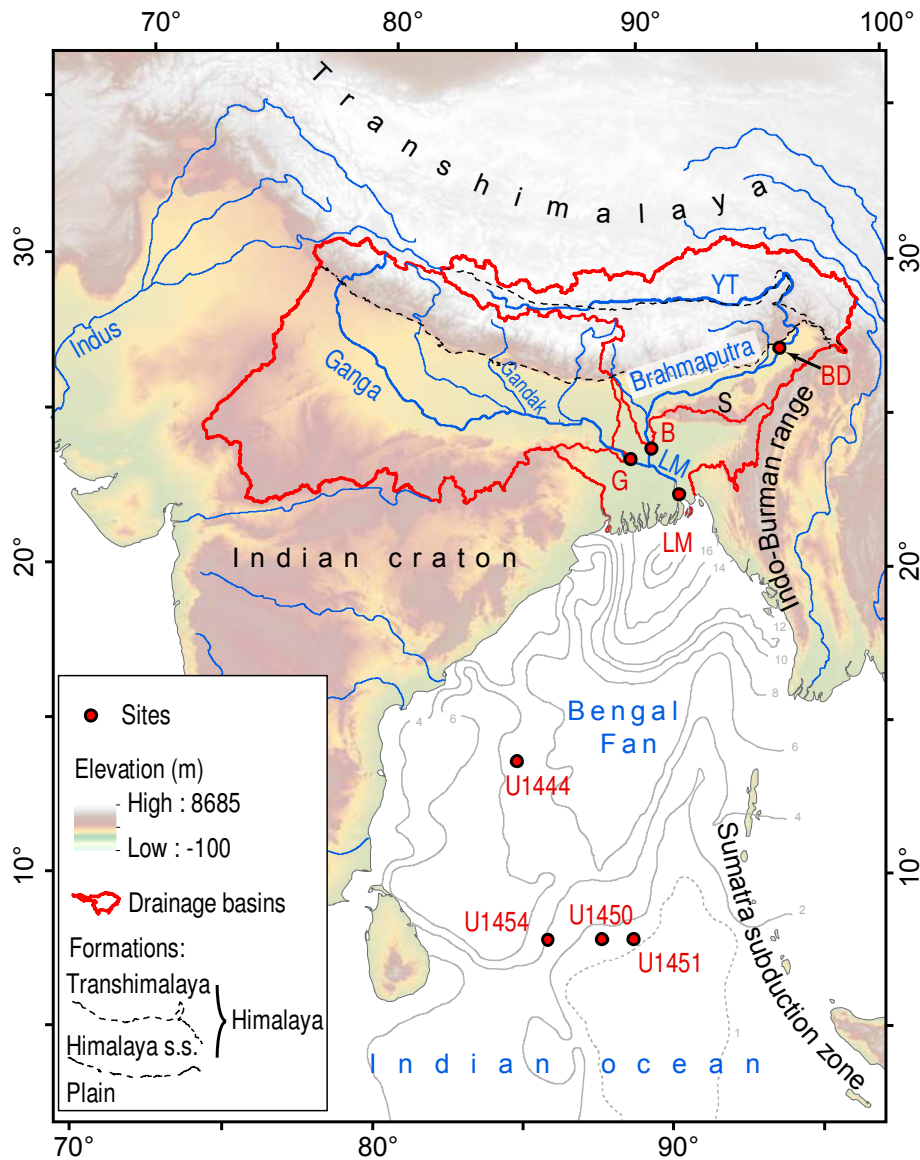 70°
80°
90°
100°
Transhimalaya
30°
30°
YT
Indus
Ganga
Gandak
Brahmaputra
BD
S
B
LM
G
LM
Indo-Burman range
20°
20°
Indian craton
16
14
12
7
10
8
6
4
6
4
2
1
Bengal
Fan
U1444
U1454
U1450
U1451
Sumatra subduction zone
10°
10°
Indian ocean
Sites
Elevation (m)
High : 8685
Low : -100
Drainage basins
Formations:
Transhimalaya
Himalaya s.s.
Himalaya
Plain
70°
80°
90°